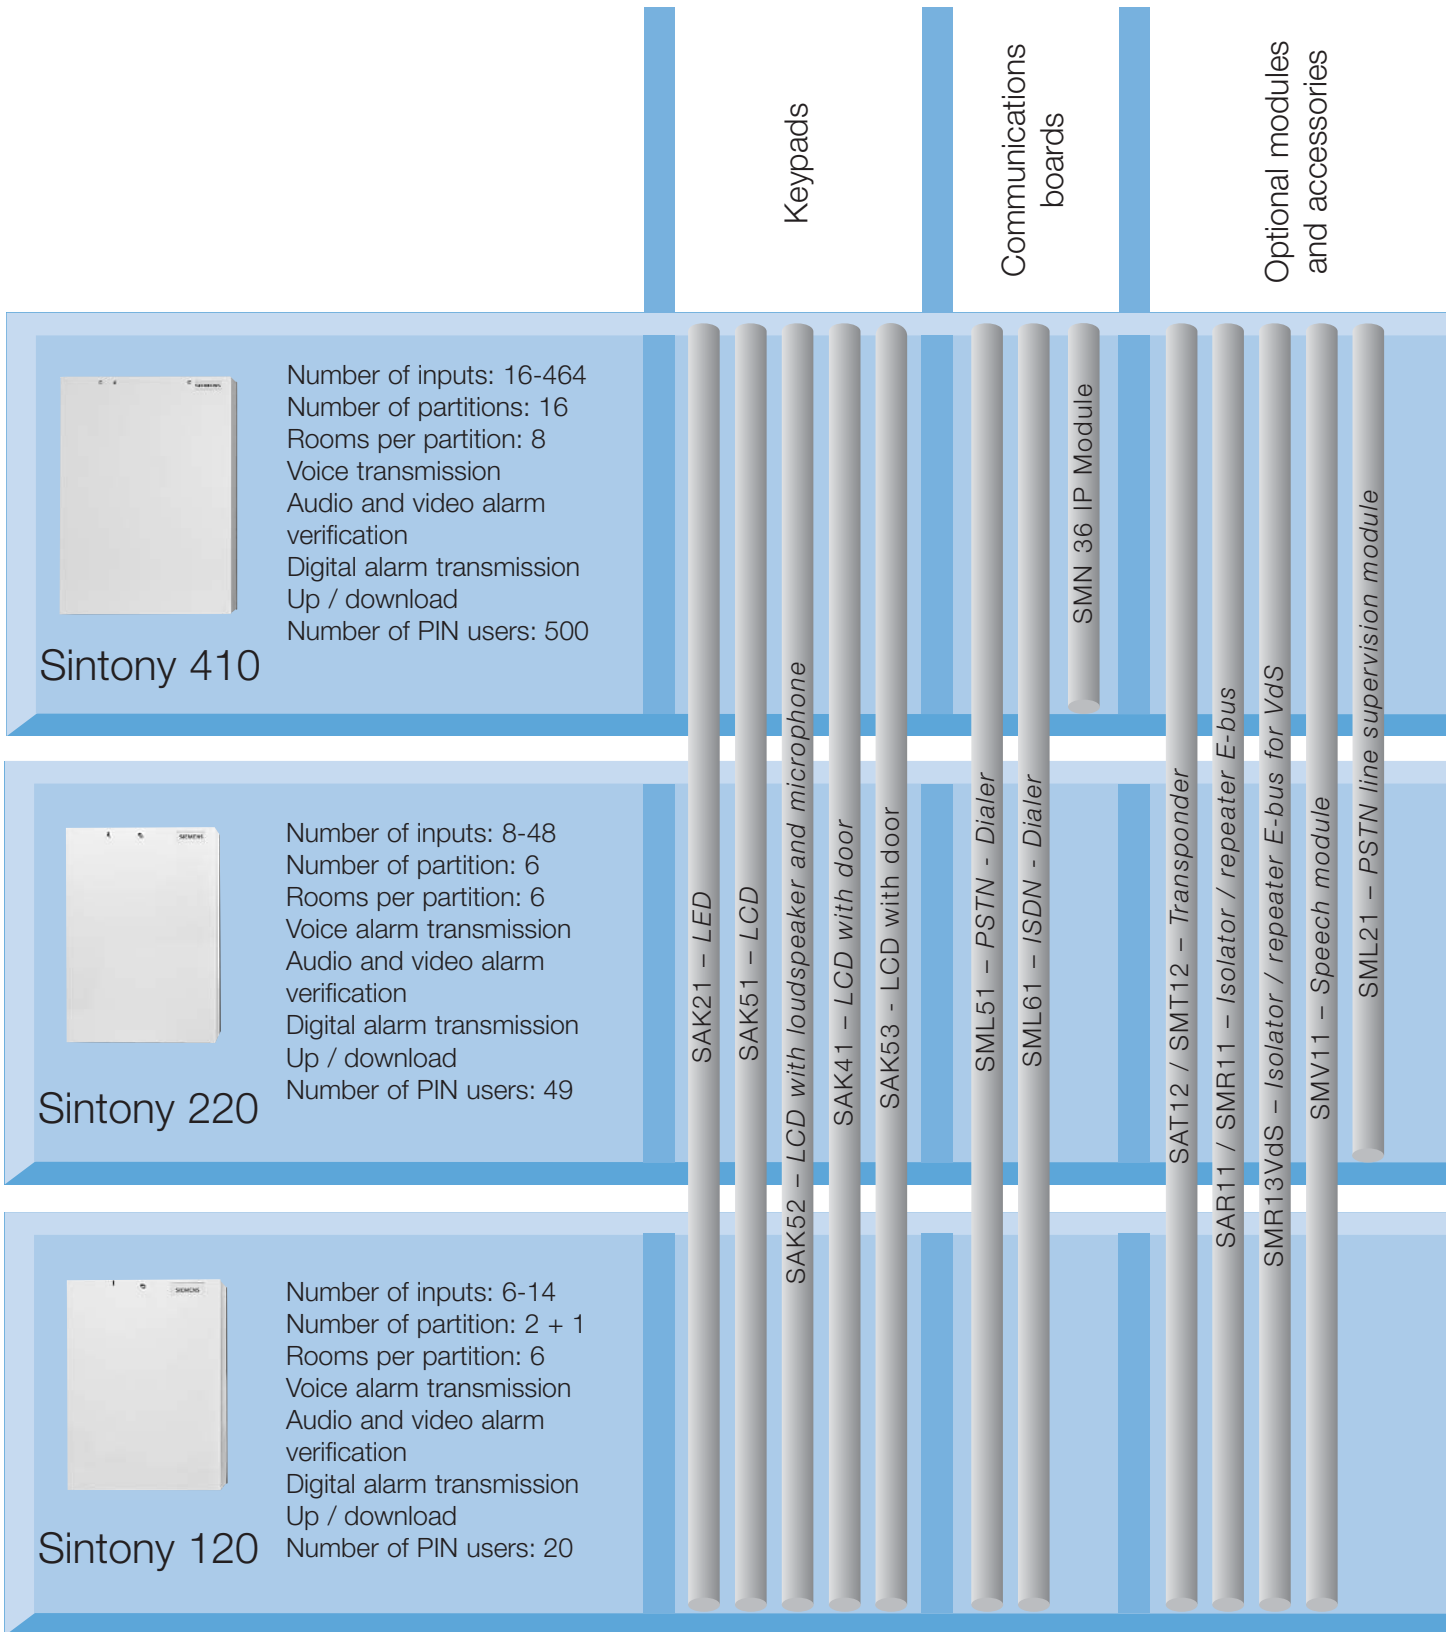 Keypads
Communications
boards
Optional modules
and accessories
Number of inputs: 16-464
Number of partitions: 16
Rooms per partition: 8
Voice transmission
Audio and video alarm
verification
Digital alarm transmission
Up / download
Number of PIN users: 500
Sintony 410
SIEMENS
Number of inputs: 8-48
Number of partition: 6
Rooms per partition: 6
Voice alarm transmission
Audio and video alarm
verification
Digital alarm transmission
Up / download
Number of PIN users: 49
Sintony 220
SIEMENS
Number of inputs: 6-14
Number of partition: 2 + 1
Rooms per partition: 6
Voice alarm transmission
Audio and video alarm
verification
Digital alarm transmission
Up / download
Number of PIN users: 20
Sintony 120
SAK21 – LED
SAK51 – LCD
SAK52 – LCD with loudspeaker and microphone
SAK41 – LCD with door
SAK53 - LCD with door
SML51 – PSTN - Dialer
SML61 – ISDN - Dialer
SMN 36 IP Module
SAT12 / SMT12 – Transponder
SAR11 / SMR11 – Isolator / repeater E-bus
SMR13VdS – Isolator / repeater E-bus for VdS
SMV11 – Speech module
SML21 – PSTN line supervision module